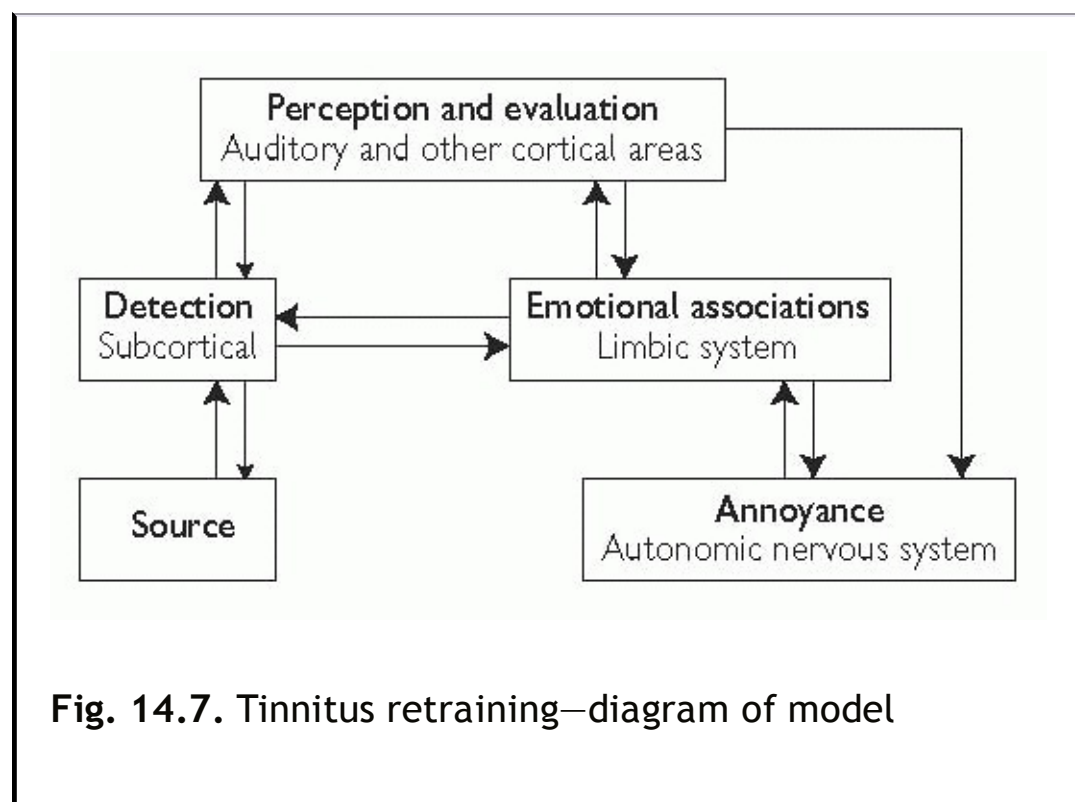 Perception and evaluation
Auditory and other cortical areas
Detection
Subcortical
Emotional associations
Limbic system
Source
Annoyance
Autonomic nervous system
Fig. 14.7. Tinnitus retraining—diagram of model